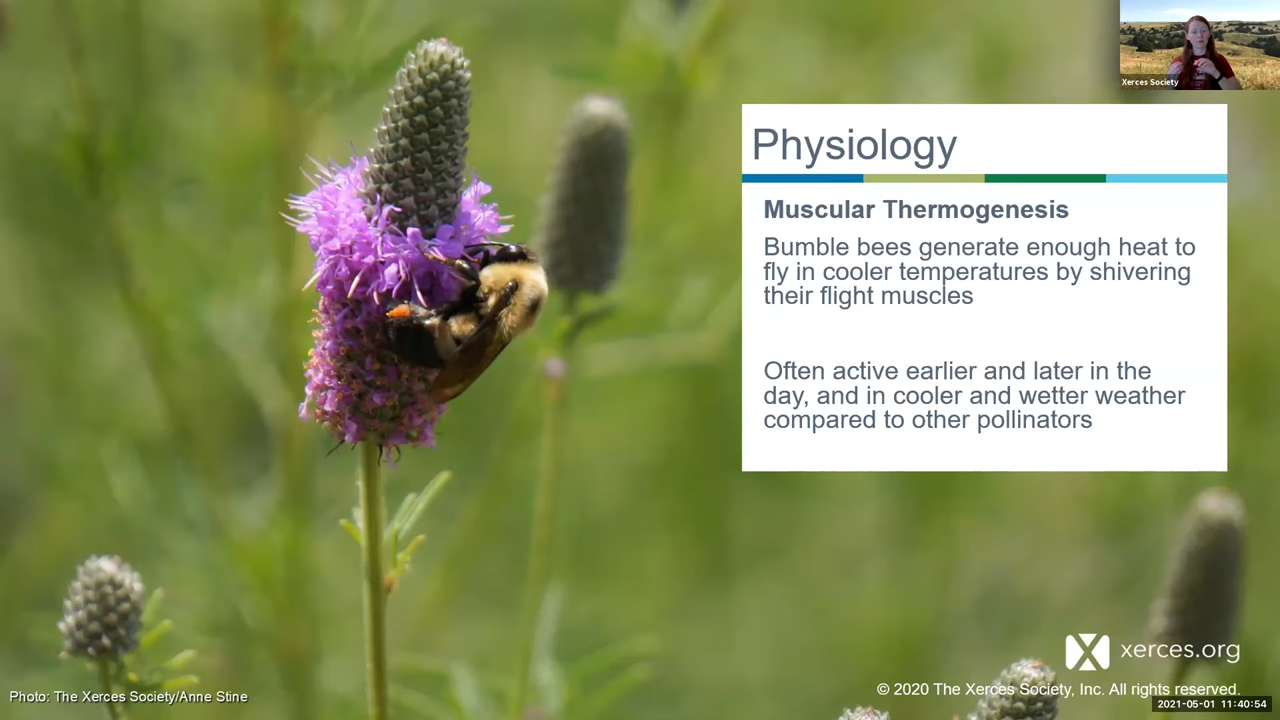 Xerces Society
Physiology
Muscular Thermogenesis
Bumble bees generate enough heat to
fly in cooler temperatures by shivering
their flight muscles
Often active earlier and later in the
day, and in cooler and wetter weather
compared to other pollinators
xerces.org
Photo: The Xerces Society/Anne Stine
© 2020 The Xerces Society, Inc. All rights reserved.
2021-05-01 11:40:54